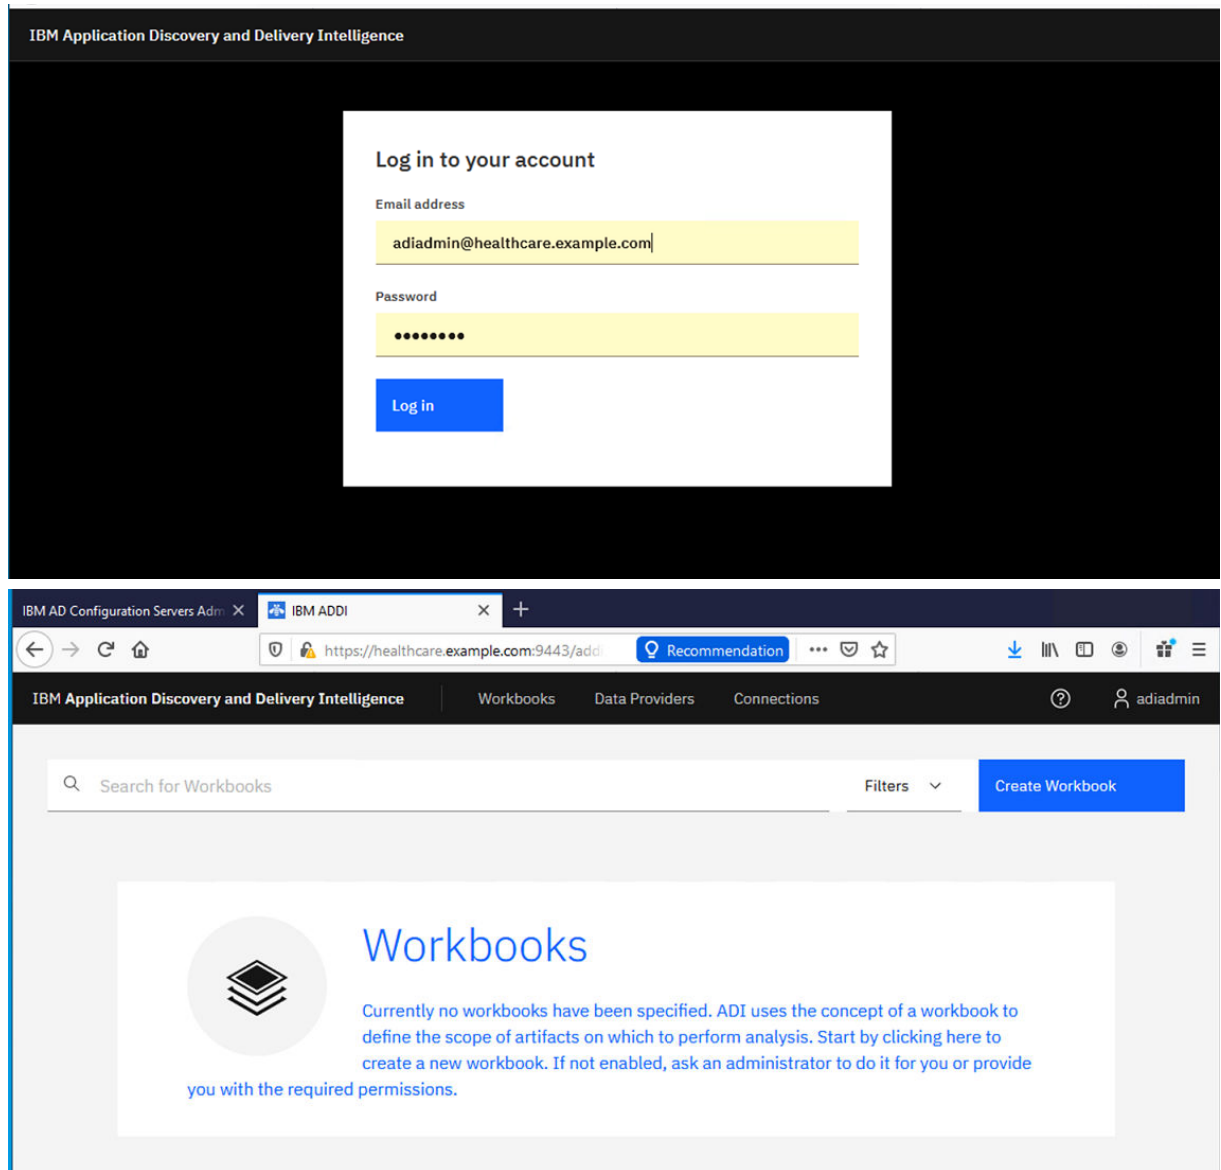 IBM Application Discovery and Delivery Intelligence
Log in to your account
Email address
adiadmin@healthcare.example.com
Password
••••••••
Log in
IBM AD Configuration Servers Adm
IBM ADDI
https://healthcare.example.com:9443/add
Recommendation
IBM Application Discovery and Delivery Intelligence
Workbooks
Data Providers
Connections
adiadmin
Search for Workbooks
Filters
Create Workbook
Workbooks
Currently no workbooks have been specified. ADI uses the concept of a workbook to
define the scope of artifacts on which to perform analysis. Start by clicking here to
create a new workbook. If not enabled, ask an administrator to do it for you or provide
you with the required permissions.